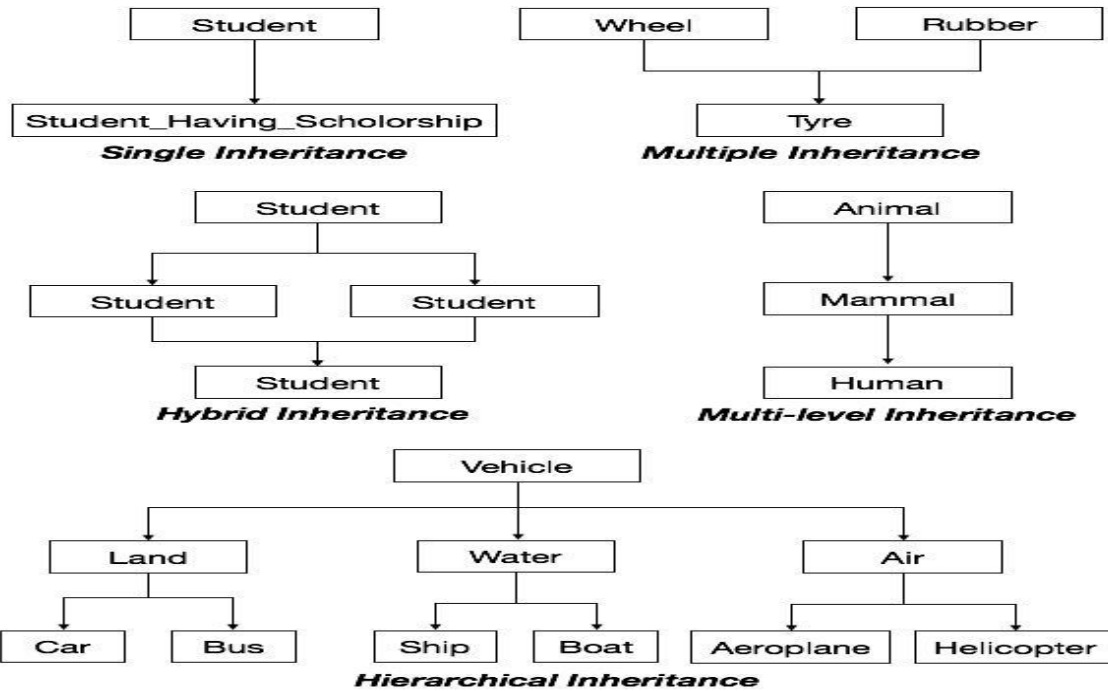 Student
Student_Having_Scholorship
Single Inheritance
Wheel
Rubber
Tyre
Multiple Inheritance
Student
Student
Student
Student
Hybrid Inheritance
Animal
Mammal
Human
Multi-level Inheritance
Vehicle
Land
Water
Air
Car
Bus
Ship
Boat
Aeroplane
Helicopter
Hierarchical Inheritance